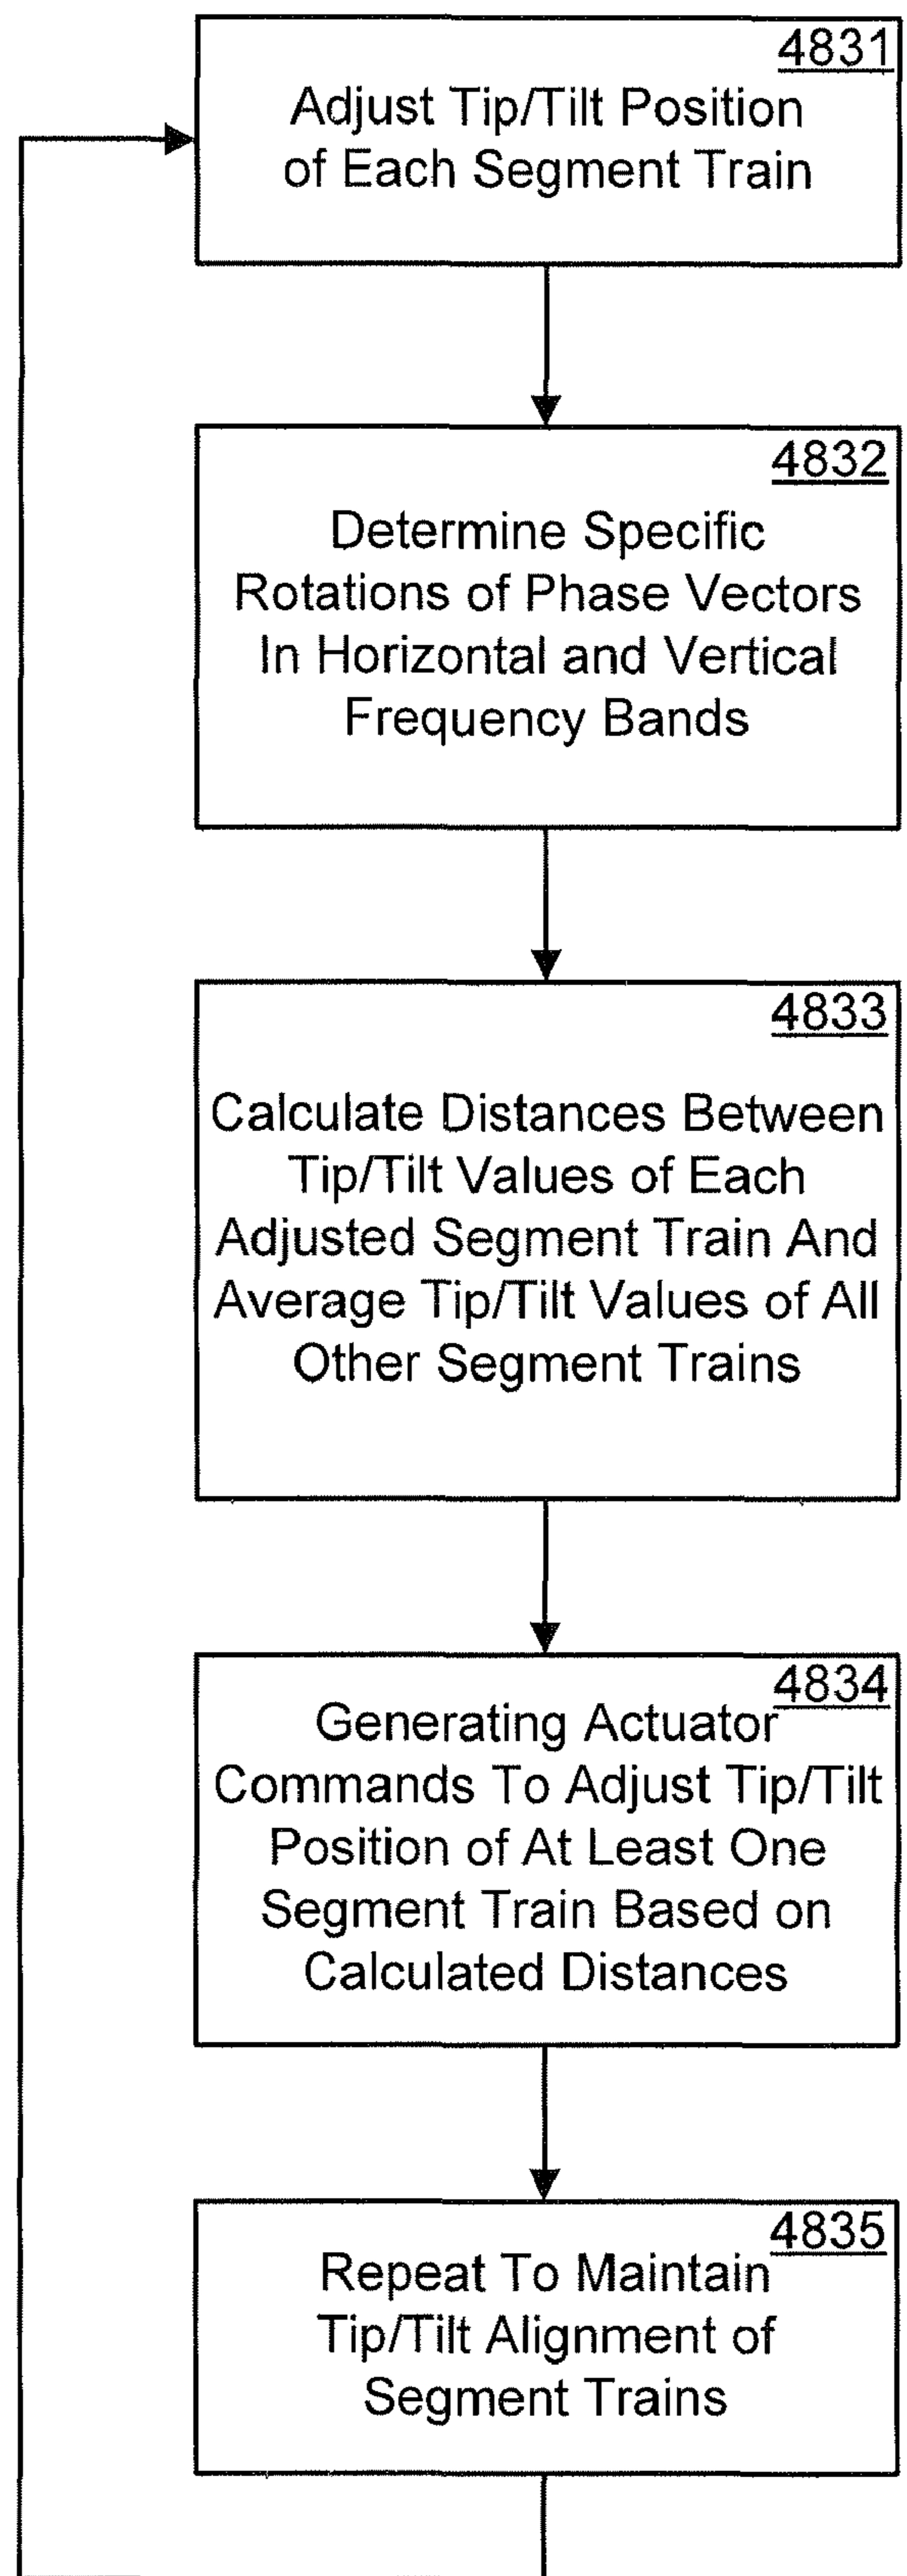 4831
Adjust Tip/Tilt Position
of Each Segment Train
4832
Determine Specific
Rotations of Phase Vectors
In Horizontal and Vertical
Frequency Bands
4833
Calculate Distances Between
Tip/Tilt Values of Each
Adjusted Segment Train And
Average Tip/Tilt Values of All
Other Segment Trains
4834
Generating Actuator
Commands To Adjust Tip/Tilt
Position of At Least One
Segment Train Based on
Calculated Distances
4835
Repeat To Maintain
Tip/Tilt Alignment of
Segment Trains